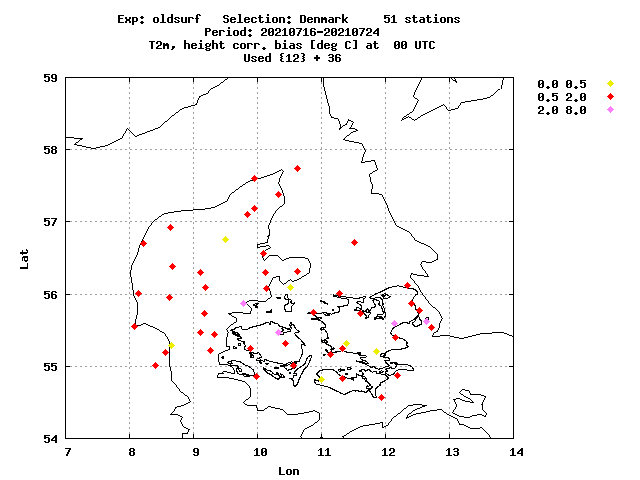 Exp: oldsurf   Selection: Denmark     51 stations
Period: 20210716-20210724
T2m, height corr. bias [deg C] at  00 UTC
Used {12} + 36
0.0 0.5
0.5 2.0
2.0 8.0
59
58
57
56
55
54
Lat
7 8 9 10 11 12 13 14
Lon